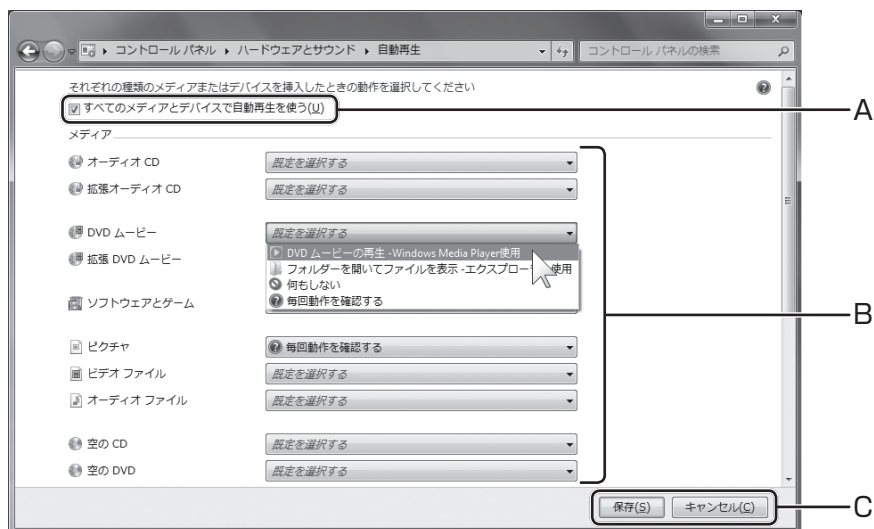 コントロール パネル ▸ ハードウェアとサウンド ▸ 自動再生
コントロール パネルの検索
それぞれの種類のメディアまたはデバイスを挿入したときの動作を選択してください
すべてのメディアとデバイスで自動再生を使う(U)
A
メディア
オーディオ CD 既定を選択する
拡張オーディオ CD 既定を選択する
DVD ムービー 既定を選択する
DVD ムービーの再生 -Windows Media Player使用
拡張 DVD ムービー
フォルダーを開いてファイルを表示 -エクスプローラ 使用
何もしない
ソフトウェアとゲーム
毎回動作を確認する
B
ピクチャ 毎回動作を確認する
ビデオ ファイル 既定を選択する
オーディオ ファイル 既定を選択する
空の CD 既定を選択する
空の DVD 既定を選択する
保存(S) キャンセル(C)
C